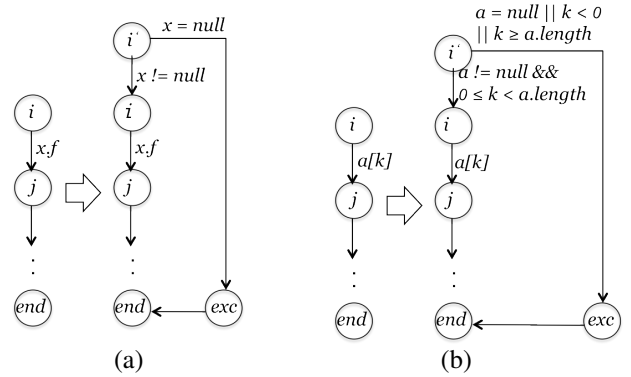 x = null
i'
x != null
i
i
x.f
x.f
j
j
.
.
.
.
end
end
exc
(a)
a = null || k < 0
|| k ≥ a.length
i'
a != null &&
0 ≤ k < a.length
i
i
a[k]
a[k]
j
j
.
.
.
.
end
end
exc
(b)